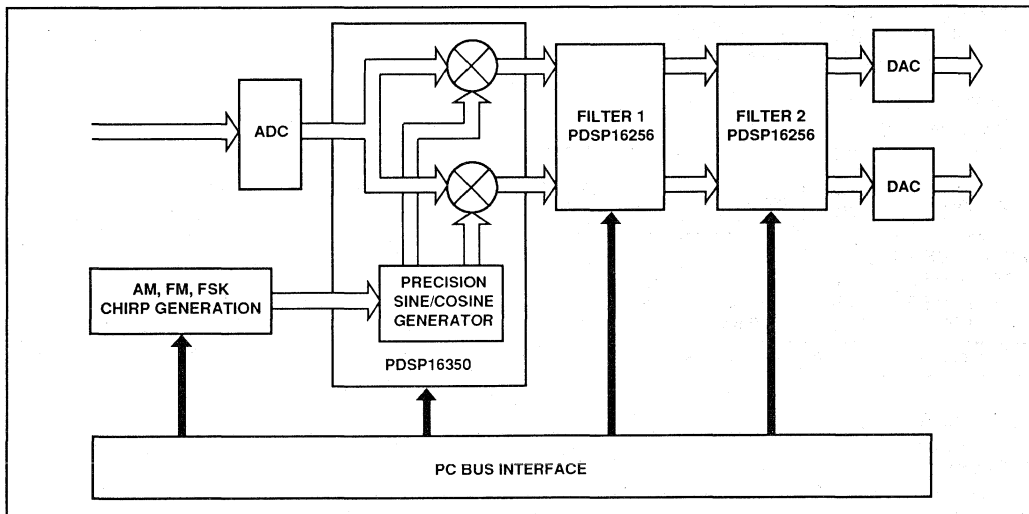 ADC
FILTER 1
PDSP16256
FILTER 2
PDSP16256
DAC
DAC
AM, FM, FSK
CHIRP GENERATION
PRECISION
SINE/COSINE
GENERATOR
PDSP16350
PC BUS INTERFACE